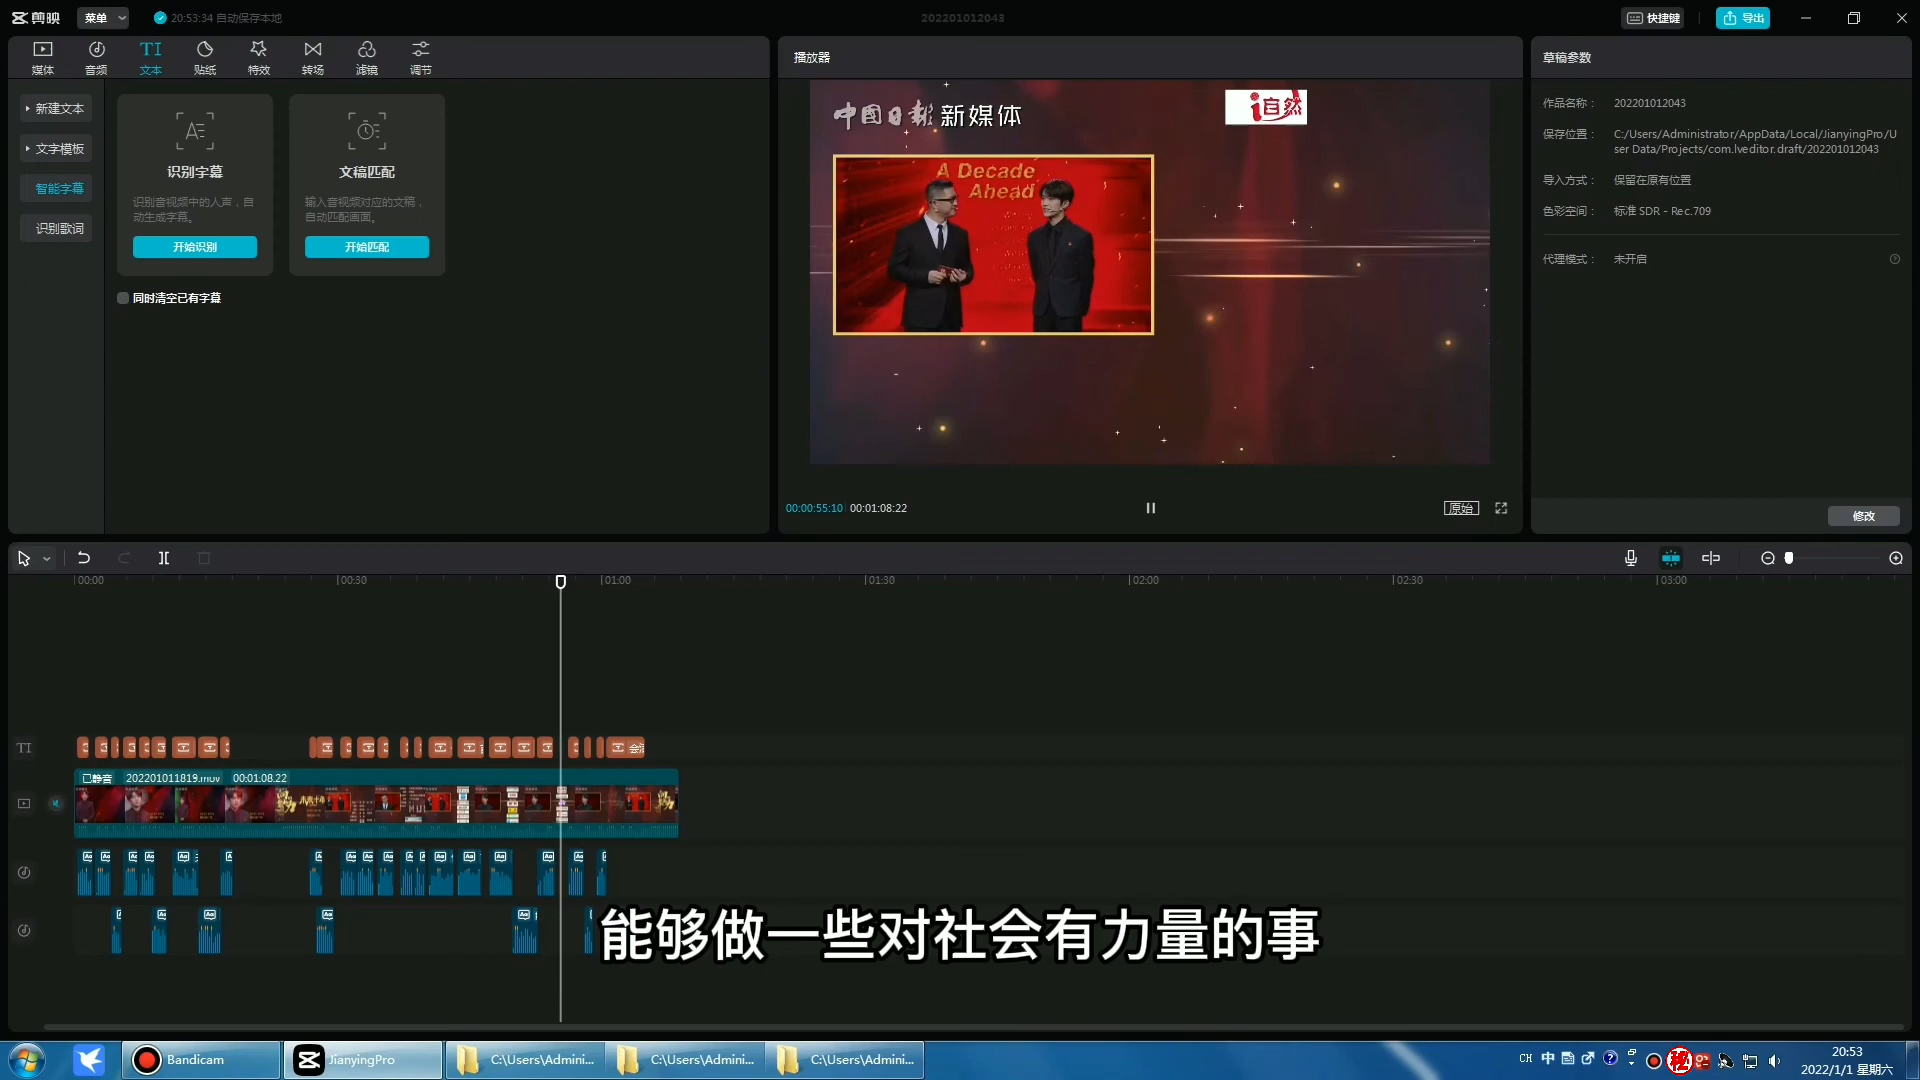 剪映
菜单
20:53:34 自动保存本地
202201012043
快捷键
导出
媒体
音频
TI
文本
贴纸
特效
转场
滤镜
调节
新建文本
文字模板
智能字幕
识别歌词
识别字幕
识别音视频中的人声，自
动生成字幕。
开始识别
文稿匹配
输入音视频对应的文稿，
自动匹配画面。
开始匹配
同时清空已有字幕
播放器
中國日報 新媒体
i自然
A Decade
Ahead
00:00:55:10 00:01:08:22
原始
草稿参数
作品名称： 202201012043
保存位置： C:/Users/Administrator/AppData/Local/JianyingPro/U
ser Data/Projects/com.lveditor.draft/202201012043
导入方式： 保留在原有位置
色彩空间： 标准 SDR - Rec.709
代理模式： 未开启
修改
00:00
00:30
01:00
01:30
02:00
02:30
03:00
TI
已静音 202201011819.mov 00:01:08:22
能够做一些对社会有力量的事
Bandicam
JianyingPro
C:\Users\Admini...
C:\Users\Admini...
C:\Users\Admini...
CH 中
20:53
2022/1/1 星期六